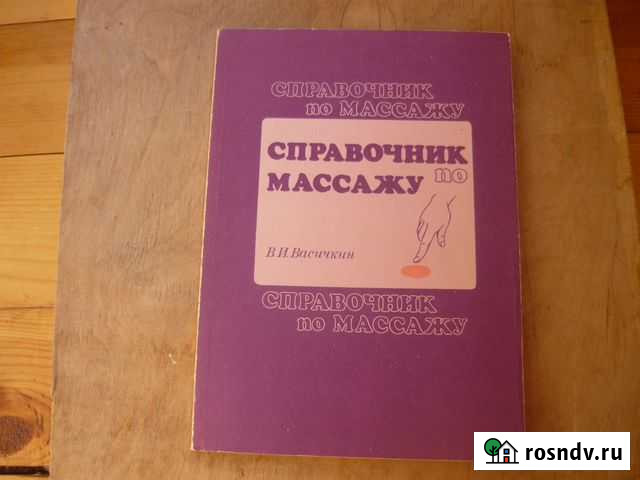 СПРАВОЧНИК
по МАССАЖУ
СПРАВОЧНИК
по
МАССАЖУ
В.И.Васичкин
СПРАВОЧНИК
по МАССАЖУ
rosndv.ru